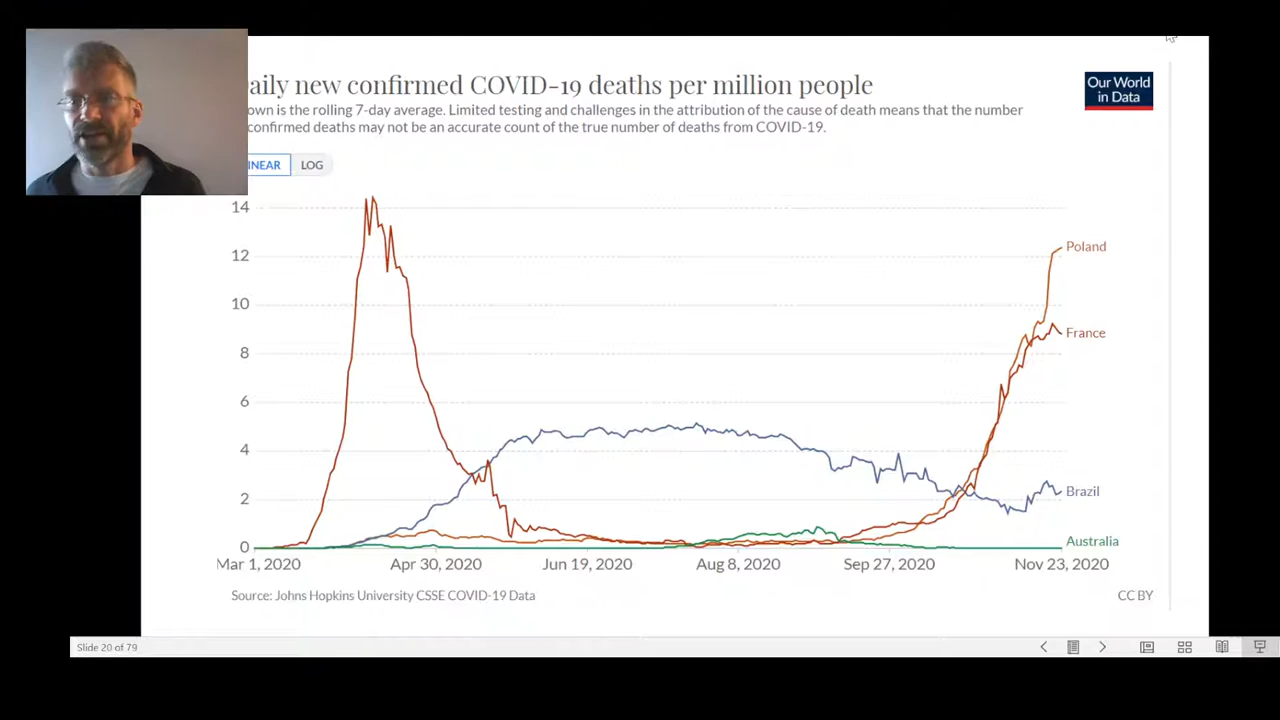 aily new confirmed COVID-19 deaths per million people
Our World
in Data
own is the rolling 7-day average. Limited testing and challenges in the attribution of the cause of death means that the number
confirmed deaths may not be an accurate count of the true number of deaths from COVID-19.
INEAR LOG
14
12
10
8
6
4
2
0
Poland
France
Brazil
Australia
Mar 1, 2020 Apr 30, 2020 Jun 19, 2020 Aug 8, 2020 Sep 27, 2020 Nov 23, 2020
Source: Johns Hopkins University CSSE COVID-19 Data CC BY
Slide 20 of 79